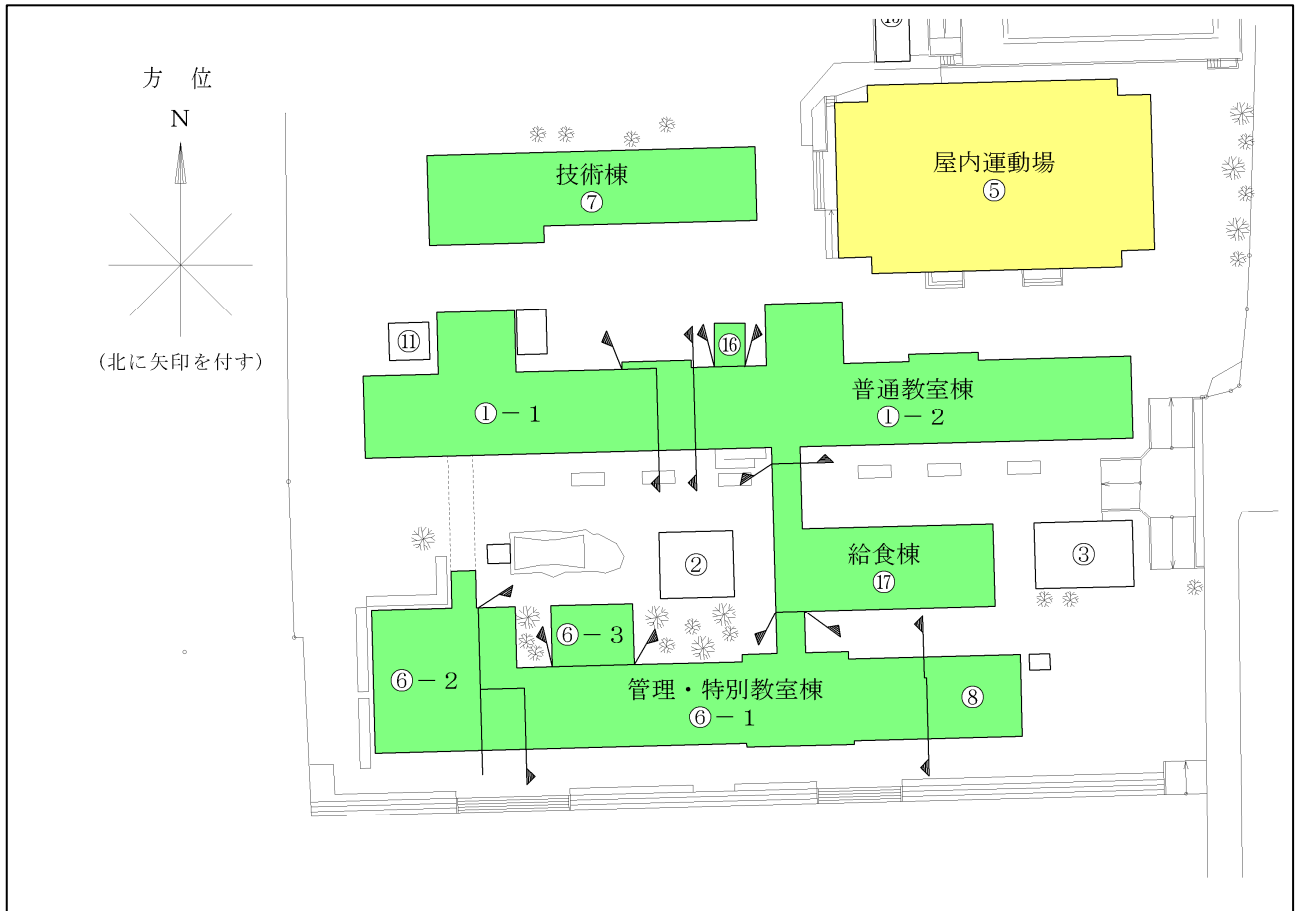 方 位
N
(北に矢印を付す)
技術棟
⑦
屋内運動場
⑤
⑪
⑯
①－1
普通教室棟
①－2
②
給食棟
⑰
③
⑥－3
⑥－2
管理・特別教室棟
⑥－1
⑧